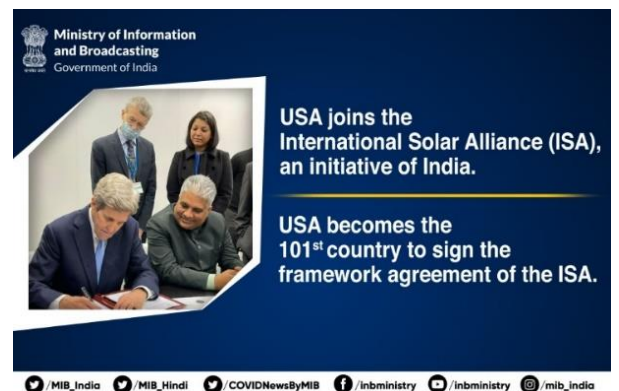 Ministry of Information
and Broadcasting
Government of India
USA joins the
International Solar Alliance (ISA),
an initiative of India.
USA becomes the
101st country to sign the
framework agreement of the ISA.
/MIB_India /MIB_Hindi /COVIDNewsByMIB /inbministry /inbministry /mib_india